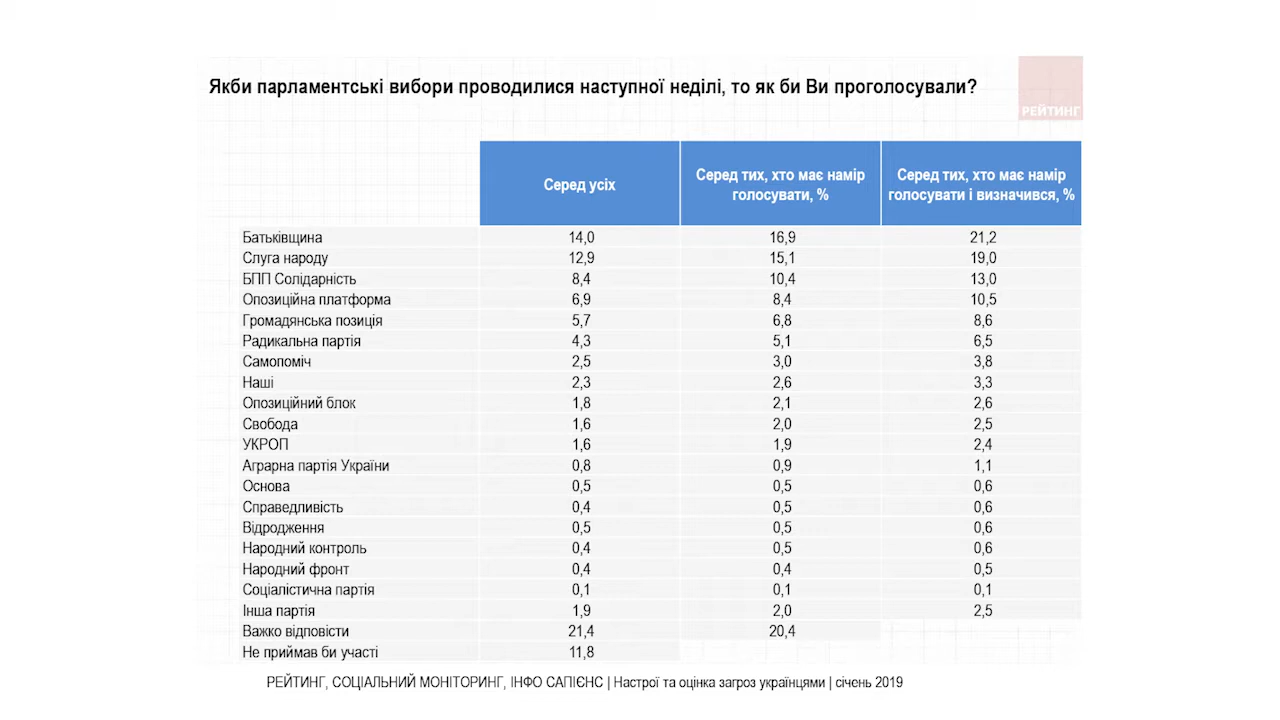 Якби парламентські вибори проводилися наступної неділі, то як би Ви проголосували?
РЕЙТИНГ
Серед усіх
Серед тих, хто має намір
голосувати, %
Серед тих, хто має намір
голосувати і визначився, %
Батьківщина 14,0 16,9 21,2
Слуга народу 12,9 15,1 19,0
БПП Солідарність 8,4 10,4 13,0
Опозиційна платформа 6,9 8,4 10,5
Громадянська позиція 5,7 6,8 8,6
Радикальна партія 4,3 5,1 6,5
Самопоміч 2,5 3,0 3,8
Наші 2,3 2,6 3,3
Опозиційний блок 1,8 2,1 2,6
Свобода 1,6 2,0 2,5
УКРОП 1,6 1,9 2,4
Аграрна партія України 0,8 0,9 1,1
Основа 0,5 0,5 0,6
Справедливість 0,4 0,5 0,6
Відродження 0,5 0,5 0,6
Народний контроль 0,4 0,5 0,6
Народний фронт 0,4 0,4 0,5
Соціалістична партія 0,1 0,1 0,1
Інша партія 1,9 2,0 2,5
Важко відповісти 21,4 20,4
Не приймав би участі 11,8
РЕЙТИНГ, СОЦІАЛЬНИЙ МОНІТОРИНГ, ІНФО САПІЄНС | Настрої та оцінка загроз українцями | січень 2019